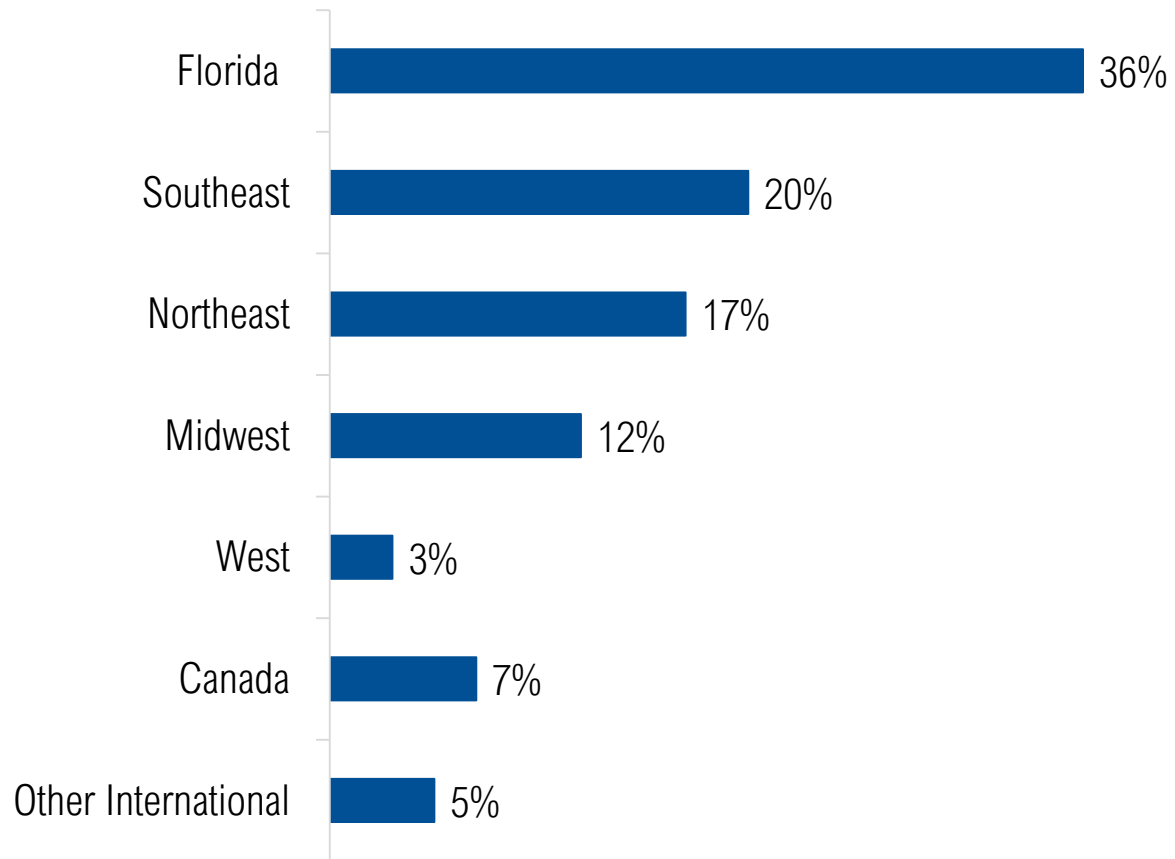 Florida 36%
Southeast 20%
Northeast 17%
Midwest 12%
West 3%
Canada 7%
Other International 5%